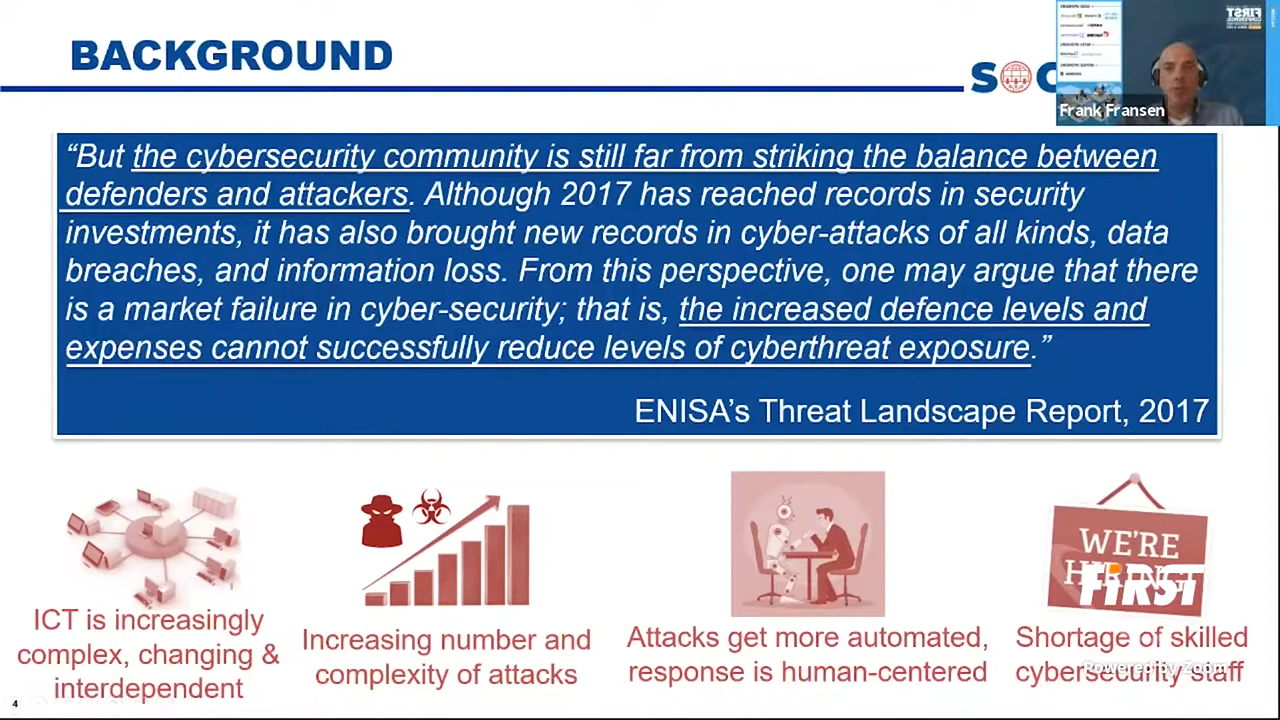 BACKGROUND
SOC
Frank Fransen
“But the cybersecurity community is still far from striking the balance between
defenders and attackers. Although 2017 has reached records in security
investments, it has also brought new records in cyber-attacks of all kinds, data
breaches, and information loss. From this perspective, one may argue that there
is a market failure in cyber-security; that is, the increased defence levels and
expenses cannot successfully reduce levels of cyberthreat exposure.”
ENISA’s Threat Landscape Report, 2017
WE'RE
HIRING
FIRST
ICT is increasingly
complex, changing &
interdependent
Increasing number and
complexity of attacks
Attacks get more automated,
response is human-centered
Shortage of skilled
cybersecurity staff
Powered by Zoom
4